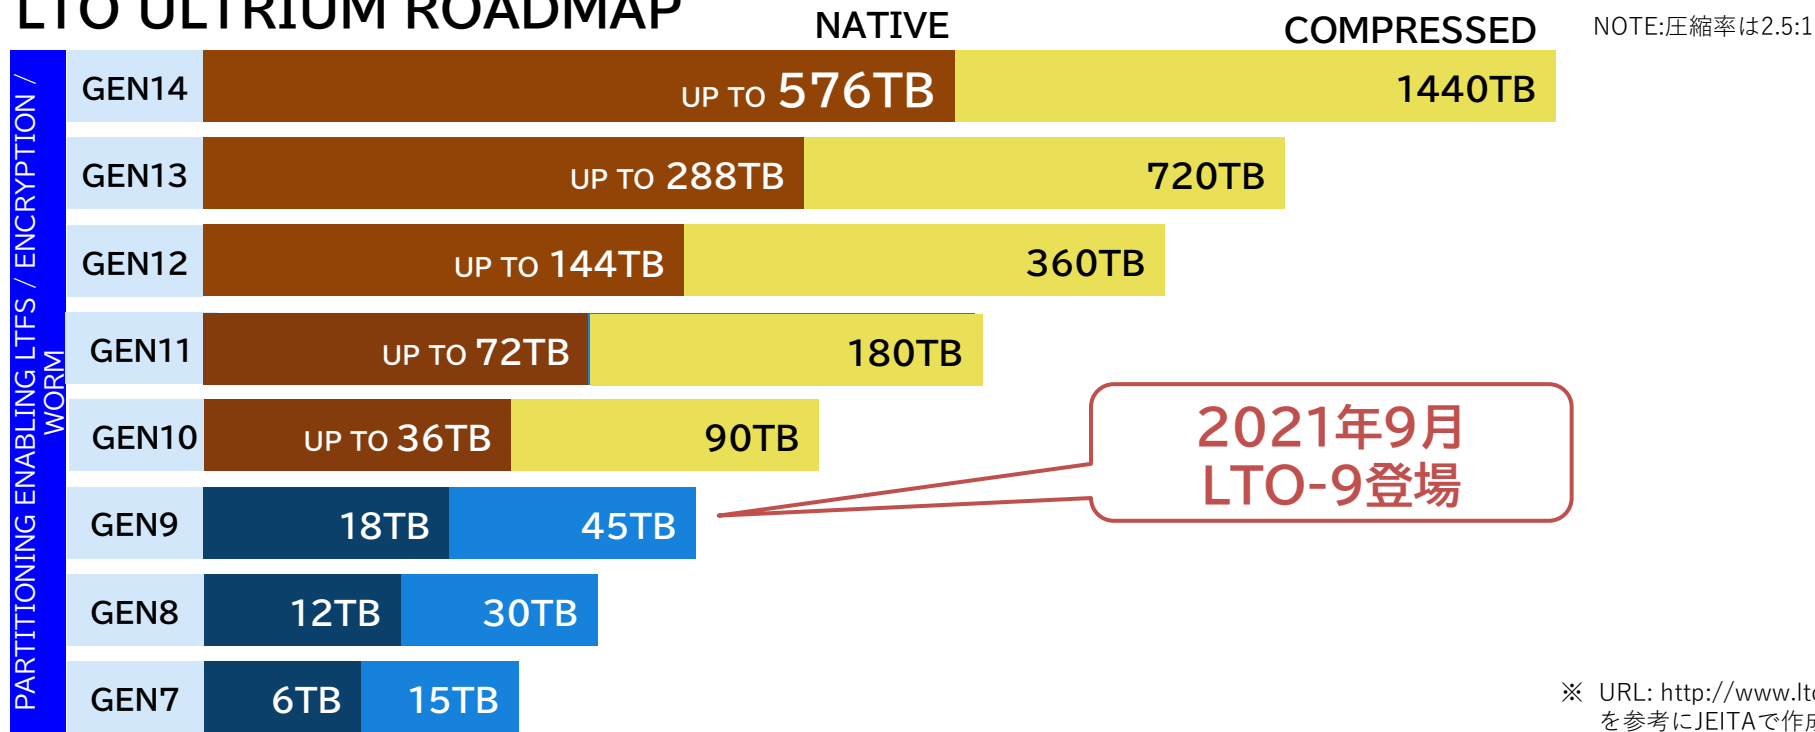 LTO ULTRIUM ROADMAP
NATIVE
COMPRESSED
NOTE:圧縮率は2.5:1
PARTITIONING ENABLING LTFS / ENCRYPTION /
WORM
GEN14
UP TO 576TB
1440TB
GEN13
UP TO 288TB
720TB
GEN12
UP TO 144TB
360TB
GEN11
UP TO 72TB
180TB
GEN10
UP TO 36TB
90TB
2021年9月
LTO-9登場
GEN9
18TB
45TB
GEN8
12TB
30TB
GEN7
6TB
15TB
※ URL: http://www.lto
を参考にJEITAで作成